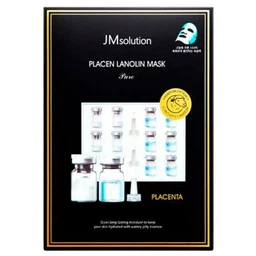 JMsolution
PLACEN LANOLIN MASK
Pure
PLACENTA
Gives long lasting moisture to keep
your skin hydrated with watery jelly essence